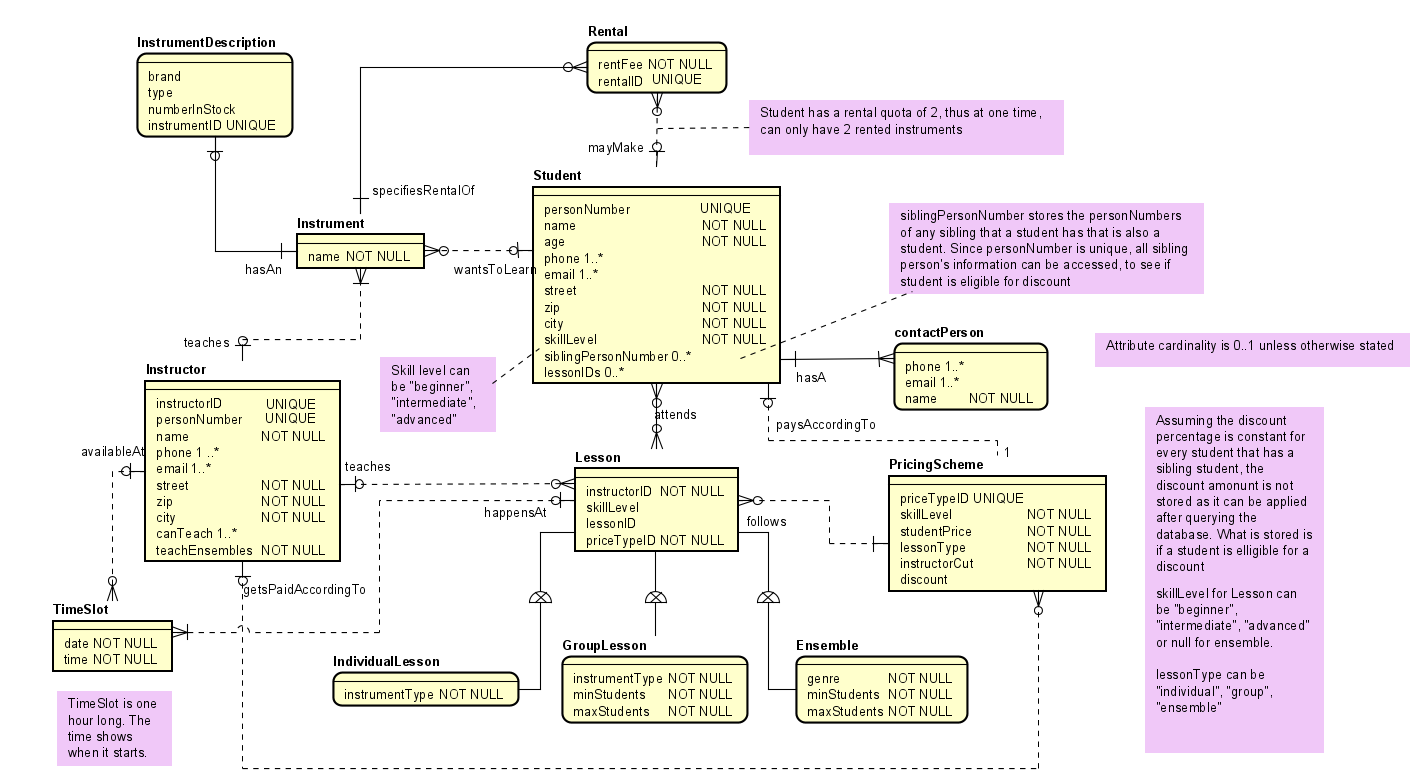 InstrumentDescription
brand
type
numberInStock
instrumentID UNIQUE
Rental
rentFee NOT NULL
rentalID UNIQUE
Student has a rental quota of 2, thus at one time,
can only have 2 rented instruments
mayMake
specifiesRentalOf
Instrument
name NOT NULL
hasAn
wantsToLearn
Student
personNumber UNIQUE
name NOT NULL
age NOT NULL
phone 1..*
email 1..*
street NOT NULL
zip NOT NULL
city NOT NULL
skillLevel NOT NULL
siblingPersonNumber 0..*
lessonIDs 0..*
siblingPersonNumber stores the personNumbers
of any sibling that a student has that is also a
student. Since personNumber is unique, all sibling
person's information can be accessed, to see if
student is eligible for discount
contactPerson
phone 1..*
email 1..*
name NOT NULL
hasA
Attribute cardinality is 0..1 unless otherwise stated
teaches
Skill level can
be "beginner",
"intermediate",
"advanced"
Instructor
instructorID UNIQUE
personNumber UNIQUE
name NOT NULL
phone 1 ..*
email 1..*
street NOT NULL
zip NOT NULL
city NOT NULL
canTeach 1..*
teachEnsembles NOT NULL
availableAt
teaches
attends
paysAccordingTo
1
Lesson
instructorID NOT NULL
skillLevel
lessonID
priceTypeID NOT NULL
happensAt
follows
PricingScheme
priceTypeID UNIQUE
skillLevel NOT NULL
studentPrice NOT NULL
lessonType NOT NULL
instructorCut NOT NULL
discount
Assuming the discount
percentage is constant for
every student that has a
sibling student, the
discount amonunt is not
stored as it can be applied
after querying the
database. What is stored is
if a student is elligible for a
discount
skillLevel for Lesson can
be "beginner",
"intermediate", "advanced"
or null for ensemble.
lessonType can be
"individual", "group",
"ensemble"
getsPaidAccordingTo
TimeSlot
date NOT NULL
time NOT NULL
TimeSlot is one
hour long. The
time shows
when it starts.
IndividualLesson
instrumentType NOT NULL
GroupLesson
instrumentType NOT NULL
minStudents NOT NULL
maxStudents NOT NULL
Ensemble
genre NOT NULL
minStudents NOT NULL
maxStudents NOT NULL